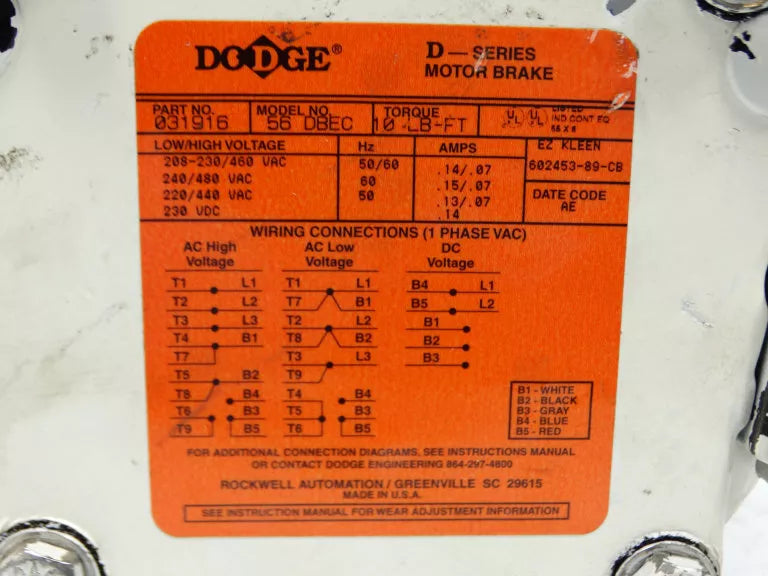 DODGE®
D — SERIES
MOTOR BRAKE
PART NO. MODEL NO. TORQUE
031916 56 DBEC 10 -LB-FT
UL UL LISTED
IND CONT EQ
LOW/HIGH VOLTAGE Hz AMPS
208-230/460 VAC 50/60 .14/.07
240/480 VAC 60 .15/.07
220/440 VAC 50 .13/.07
230 VDC .14
EZ KLEEN
602453-89-CB
DATE CODE
AE
WIRING CONNECTIONS (1 PHASE VAC)
AC High
Voltage
T1 L1
T2 L2
T3 L3
T4 B1
T7
T5 B2
T8 B4
T6 B3
T9 B5
AC Low
Voltage
T1 L1
T7 B1
T2 L2
T8 B2
T3 L3
T9
T4 B4
T5 B3
T6 B5
DC
Voltage
B4 L1
B5 L2
B1
B2
B3
B1 - WHITE
B2 - BLACK
B3 - GRAY
B4 - BLUE
B5 - RED
FOR ADDITIONAL CONNECTION DIAGRAMS, SEE INSTRUCTIONS MANUAL
OR CONTACT DODGE ENGINEERING 864-297-4800
ROCKWELL AUTOMATION / GREENVILLE SC 29615
MADE IN U.S.A.
SEE INSTRUCTION MANUAL FOR WEAR ADJUSTMENT INFORMATION